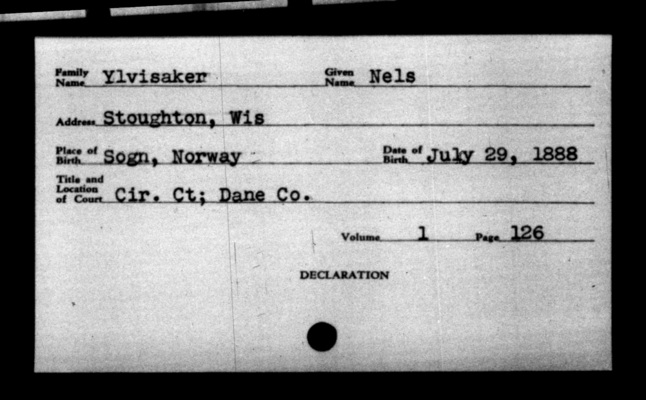 Family Name Ylvisaker Given Name Nels
Address Stoughton, Wis
Place of Birth Sogn, Norway Date of Birth July 29, 1888
Title and Location of Court Cir. Ct; Dane Co.
Volume 1 Page 126
DECLARATION